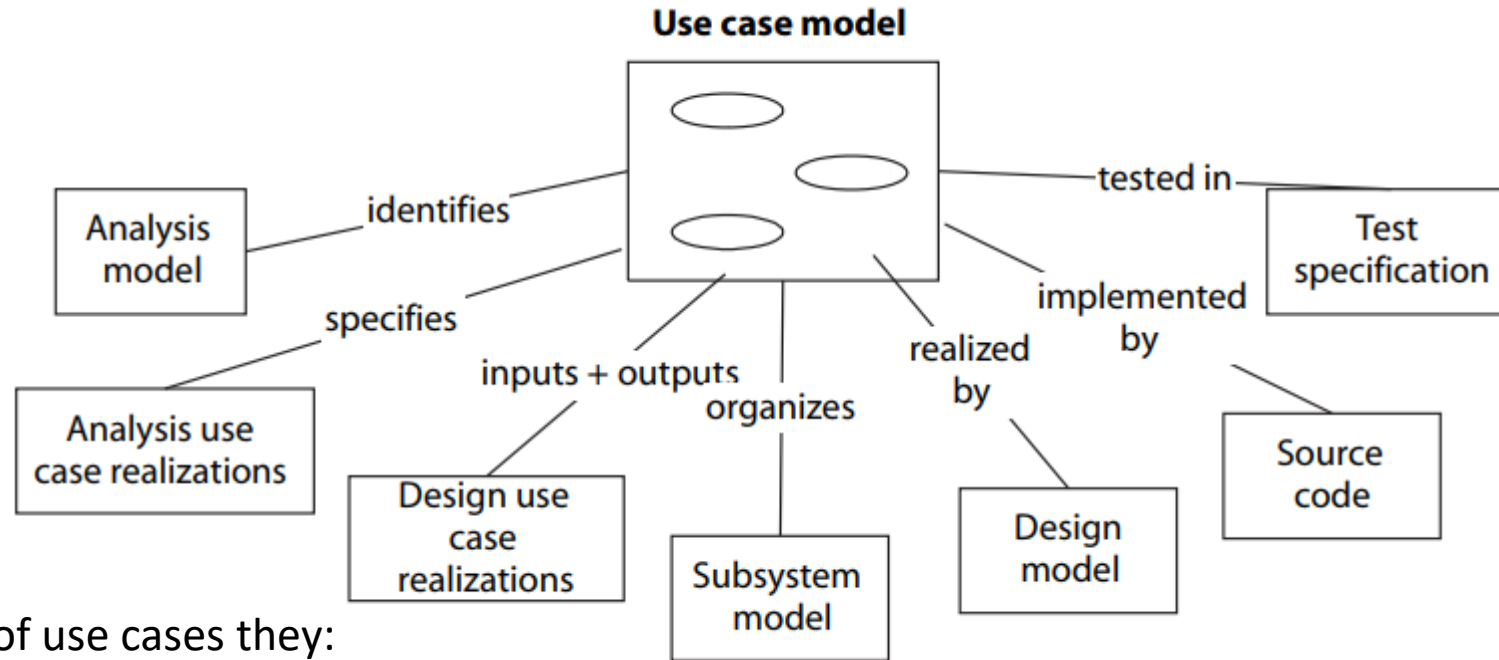 Use case model
identifies
tested in
Analysis
model
Test
specification
specifies
implemented
by
realized
by
inputs + outputs
organizes
Analysis use
case realizations
Source
code
Design use
case
realizations
Design
model
Subsystem
model
of use cases they: